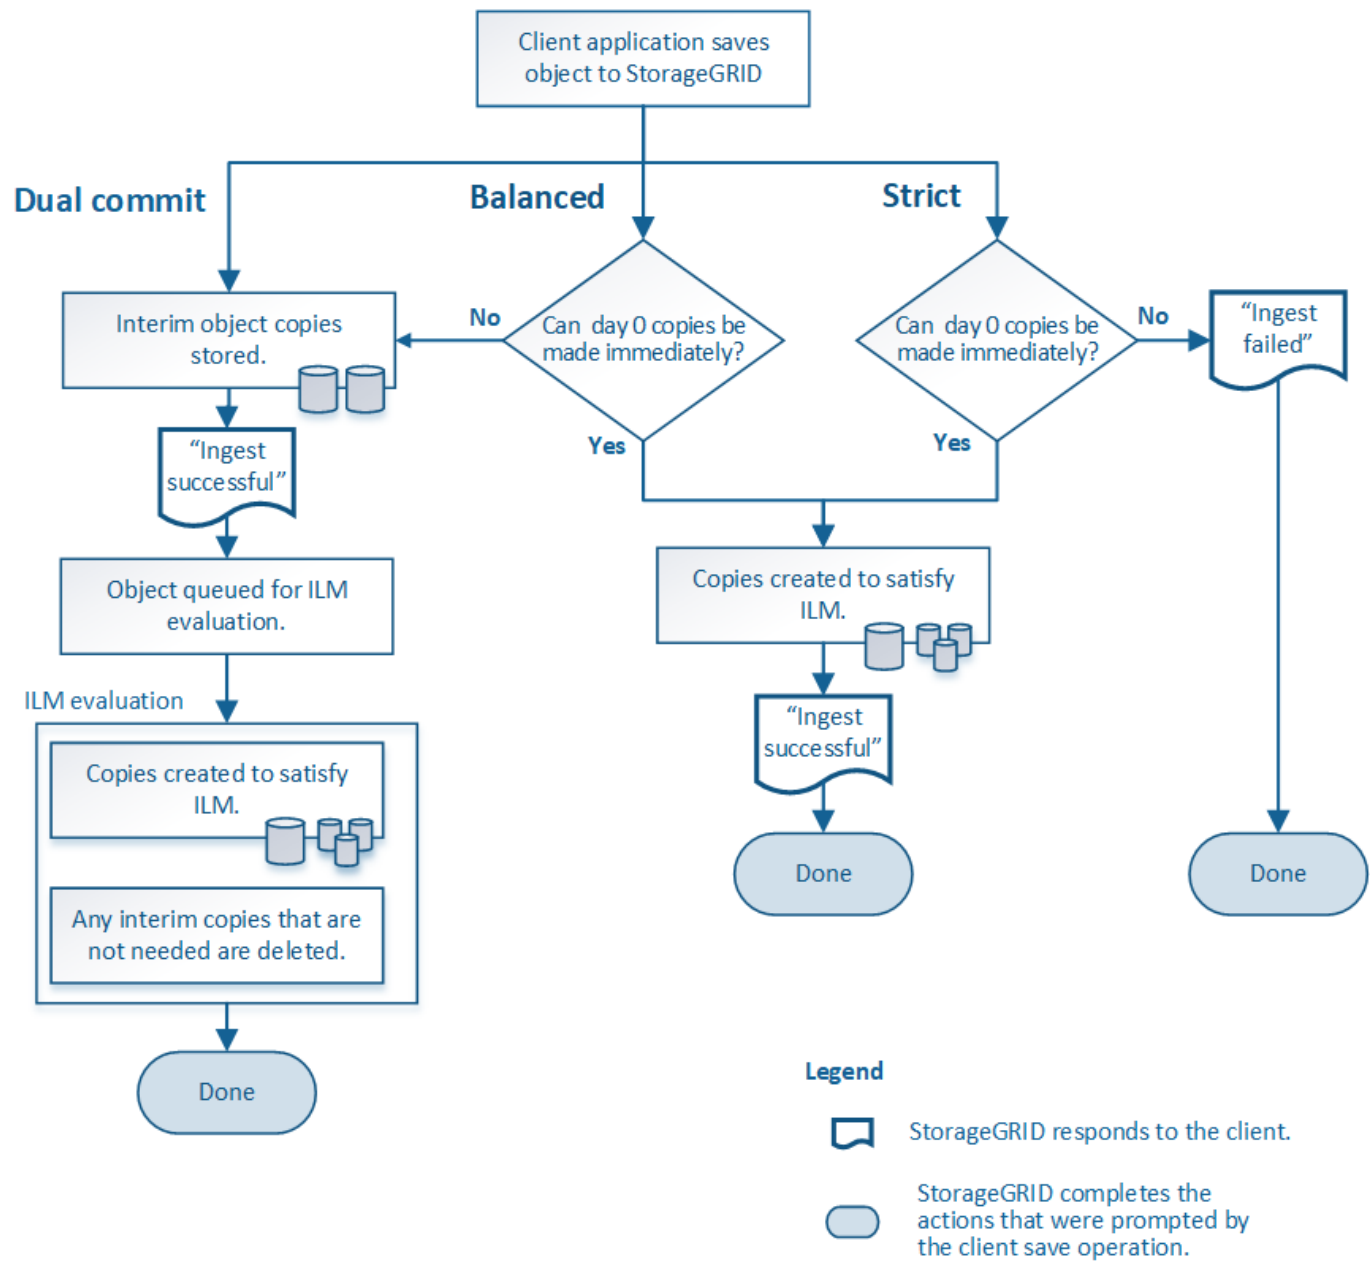 Client application saves
object to StorageGRID
Dual commit
Balanced
Strict
Interim object copies
stored.
No
Can day 0 copies be
made immediately?
Yes
Can day 0 copies be
made immediately?
No
Yes
“Ingest
failed”
“Ingest
successful”
Object queued for ILM
evaluation.
ILM evaluation
Copies created to satisfy
ILM.
Any interim copies that are
not needed are deleted.
Done
Copies created to satisfy
ILM.
“Ingest
successful”
Done
Done
Legend
StorageGRID responds to the client.
StorageGRID completes the
actions that were prompted by
the client save operation.